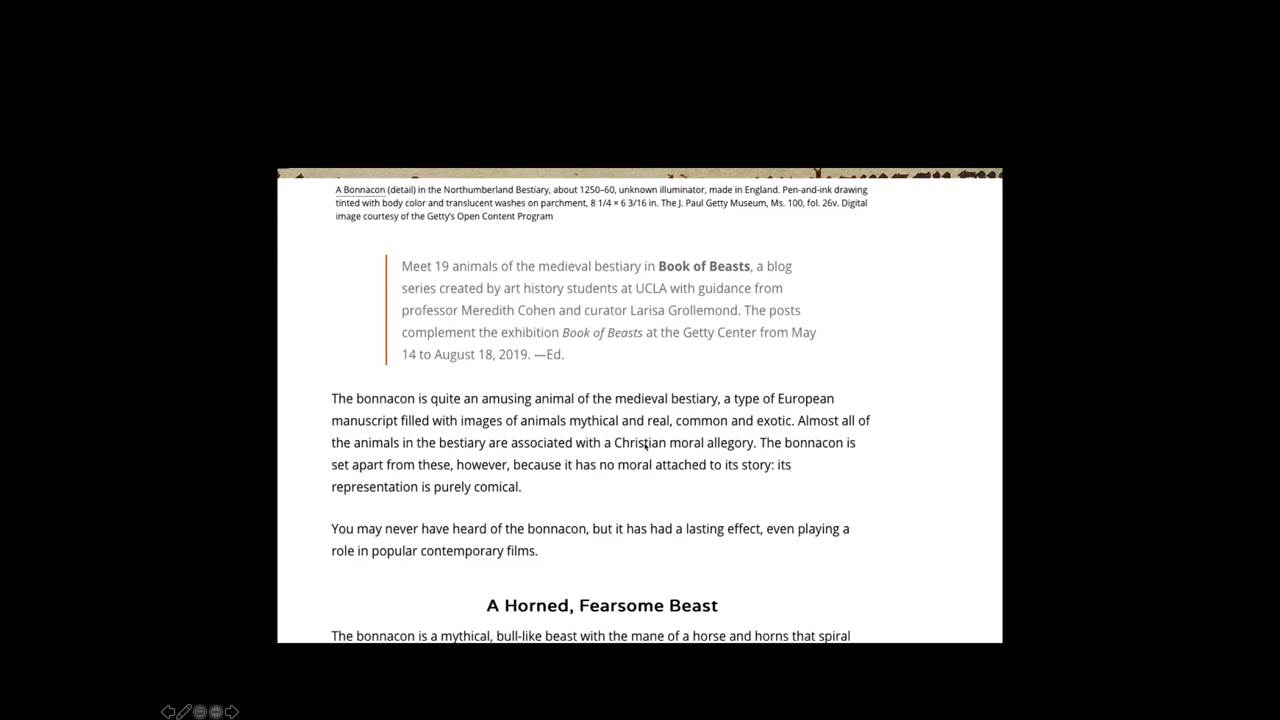 A Bonnacon (detail) in the Northumberland Bestiary, about 1250–60, unknown illuminator, made in England. Pen-and-ink drawing
tinted with body color and translucent washes on parchment, 8 1/4 × 6 3/16 in. The J. Paul Getty Museum, Ms. 100, fol. 26v. Digital
image courtesy of the Getty's Open Content Program
Meet 19 animals of the medieval bestiary in Book of Beasts, a blog
series created by art history students at UCLA with guidance from
professor Meredith Cohen and curator Larisa Grollemond. The posts
complement the exhibition Book of Beasts at the Getty Center from May
14 to August 18, 2019. —Ed.
The bonnacon is quite an amusing animal of the medieval bestiary, a type of European
manuscript filled with images of animals mythical and real, common and exotic. Almost all of
the animals in the bestiary are associated with a Christian moral allegory. The bonnacon is
set apart from these, however, because it has no moral attached to its story: its
representation is purely comical.
You may never have heard of the bonnacon, but it has had a lasting effect, even playing a
role in popular contemporary films.
A Horned, Fearsome Beast
The bonnacon is a mythical, bull-like beast with the mane of a horse and horns that spiral